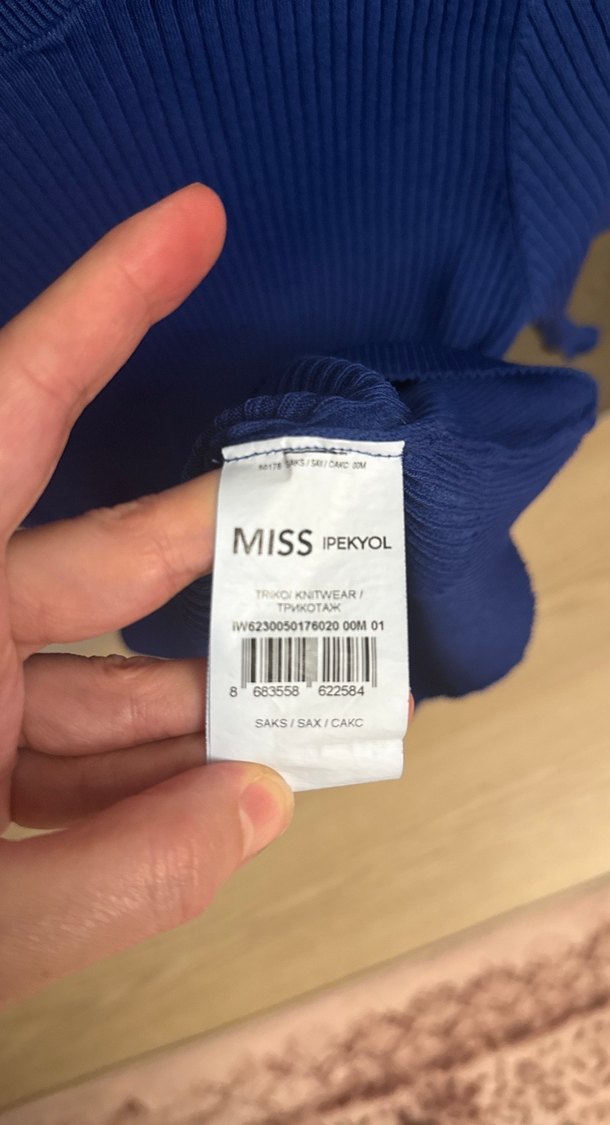 SAKS / SAX / САКС 00M
MISS IPEKYOL
TRIKO/ KNITWEAR /
ТРИКОТАЖ
IW6230050176020 00M 01
8 683558 622584
SAKS / SAX / САКС